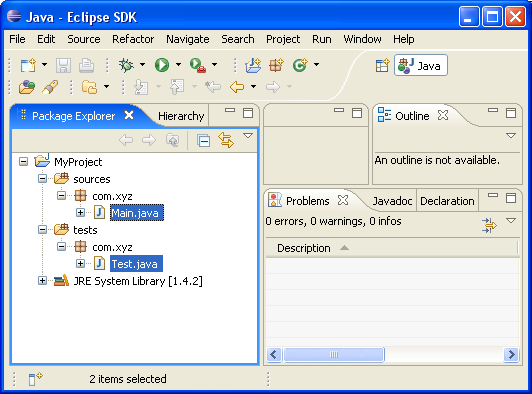 Java - Eclipse SDK
File Edit Source Refactor Navigate Search Project Run Window Help
Java
Package Explorer Hierarchy
MyProject
sources
com.xyz
Main.java
tests
com.xyz
Test.java
JRE System Library [1.4.2]
Outline
An outline is not available.
Problems Javadoc Declaration
0 errors, 0 warnings, 0 infos
Description
2 items selected